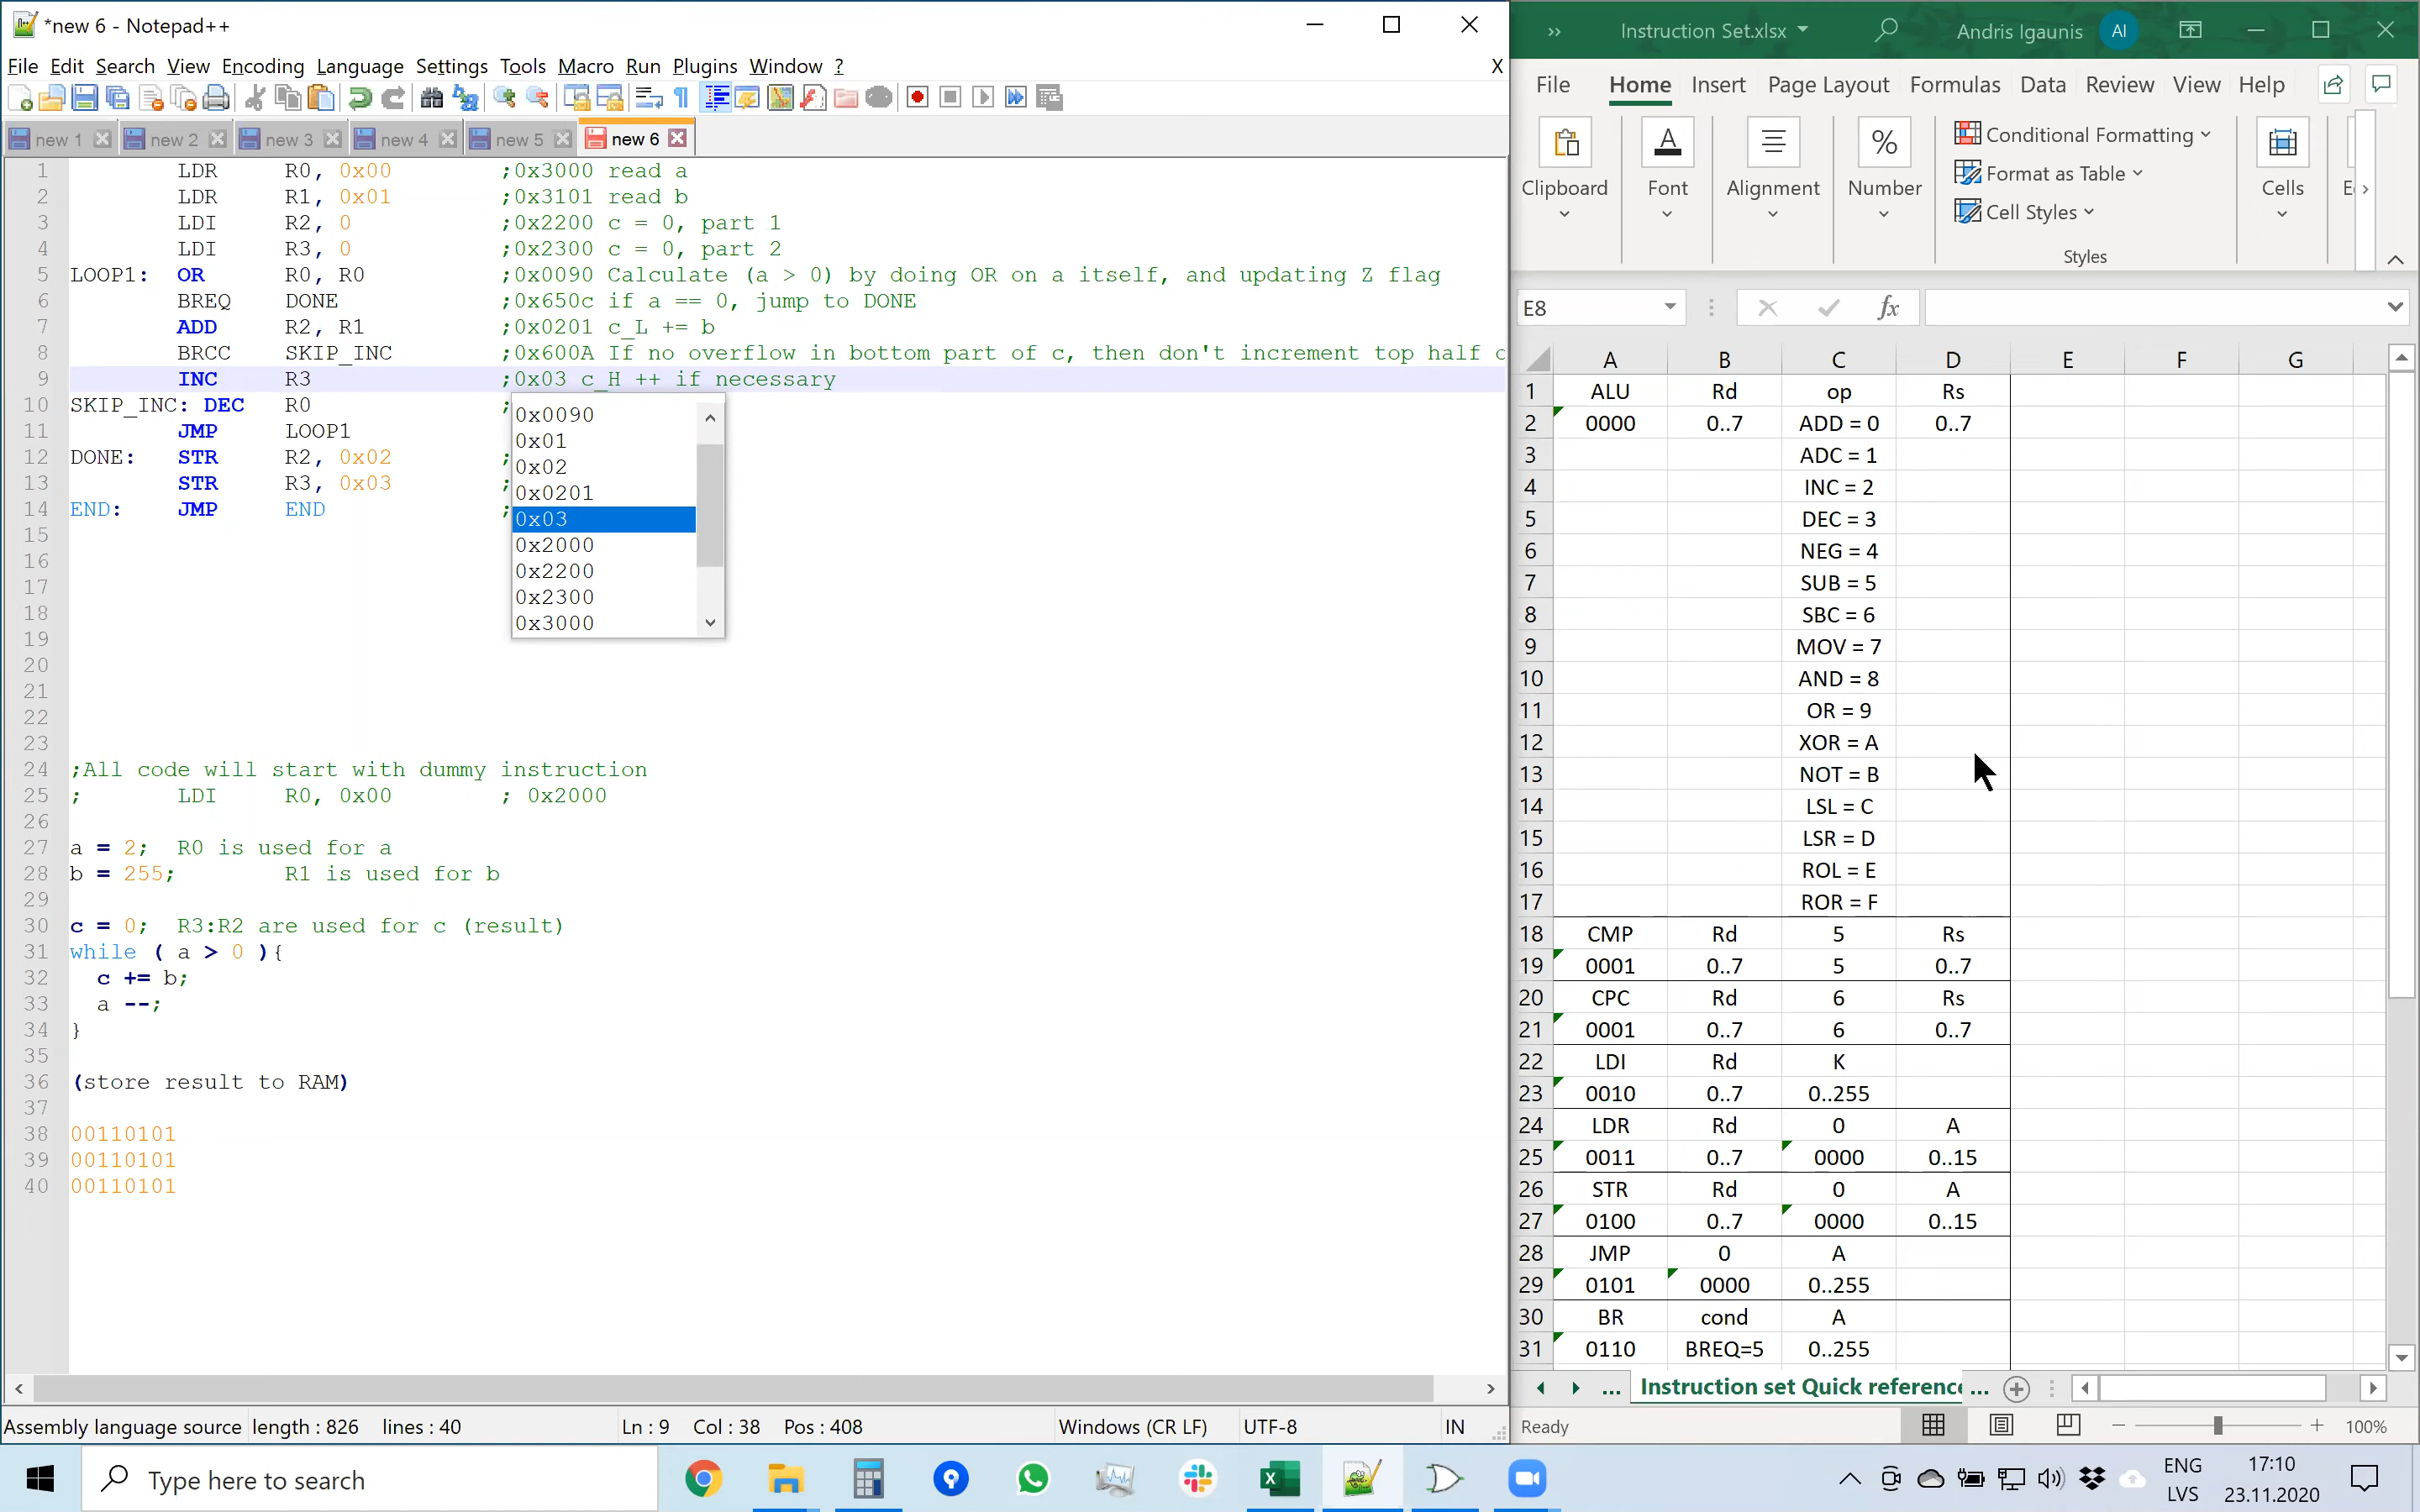 *new 6 - Notepad++
File Edit Search View Encoding Language Settings Tools Macro Run Plugins Window ? X
new 1 new 2 new 3 new 4 new 5 new 6
1 LDR R0, 0x00 ;0x3000 read a
2 LDR R1, 0x01 ;0x3101 read b
3 LDI R2, 0 ;0x2200 c = 0, part 1
4 LDI R3, 0 ;0x2300 c = 0, part 2
5 LOOP1: OR R0, R0 ;0x0090 Calculate (a > 0) by doing OR on a itself, and updating Z flag
6 BREQ DONE ;0x650c if a == 0, jump to DONE
7 ADD R2, R1 ;0x0201 c_L += b
8 BRCC SKIP_INC ;0x600A If no overflow in bottom part of c, then don't increment top half c
9 INC R3 ;0x03 c_H ++ if necessary
10 SKIP_INC: DEC R0 ;
11 JMP LOOP1
12 DONE: STR R2, 0x02 ;
13 STR R3, 0x03 ;
14 END: JMP END ;
0x0090
0x01
0x02
0x0201
0x03
0x2000
0x2200
0x2300
0x3000
15
16
17
18
19
20
21
22
23
24 ;All code will start with dummy instruction
25 ; LDI R0, 0x00 ; 0x2000
26
27 a = 2; R0 is used for a
28 b = 255; R1 is used for b
29
30 c = 0; R3:R2 are used for c (result)
31 while ( a > 0 ){
32 c += b;
33 a --;
34 }
35
36 (store result to RAM)
37
38 00110101
39 00110101
40 00110101
Assembly language source length : 826 lines : 40 Ln : 9 Col : 38 Pos : 408 Windows (CR LF) UTF-8 IN
Instruction Set.xlsx Andris Igaunis AI
File Home Insert Page Layout Formulas Data Review View Help
Clipboard Font Alignment Number Conditional Formatting Format as Table Cell Styles Styles Cells
E8 fx
A B C D E F G
1 ALU Rd op Rs
2 0000 0..7 ADD = 0 0..7
3 ADC = 1
4 INC = 2
5 DEC = 3
6 NEG = 4
7 SUB = 5
8 SBC = 6
9 MOV = 7
10 AND = 8
11 OR = 9
12 XOR = A
13 NOT = B
14 LSL = C
15 LSR = D
16 ROL = E
17 ROR = F
18 CMP Rd 5 Rs
19 0001 0..7 5 0..7
20 CPC Rd 6 Rs
21 0001 0..7 6 0..7
22 LDI Rd K
23 0010 0..7 0..255
24 LDR Rd 0 A
25 0011 0..7 0000 0..15
26 STR Rd 0 A
27 0100 0..7 0000 0..15
28 JMP 0 A
29 0101 0000 0..255
30 BR cond A
31 0110 BREQ=5 0..255
... Instruction set Quick reference ...
Ready 100%
Type here to search
ENG
LVS
17:10
23.11.2020